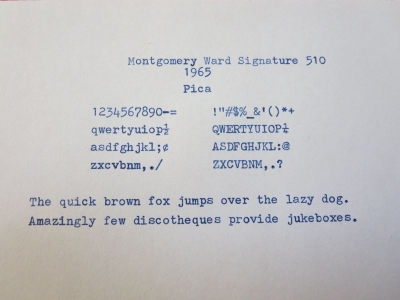 Montgomery Ward Signature 510
1965
Pica
1234567890-= !"#$%_&'()*+
qwertyuiop½ QWERTYUIOP¼
asdfghjkl;¢ ASDFGHJKL:@
zxcvbnm,./ ZXCVBNM,.?
The quick brown fox jumps over the lazy dog.
Amazingly few discotheques provide jukeboxes.